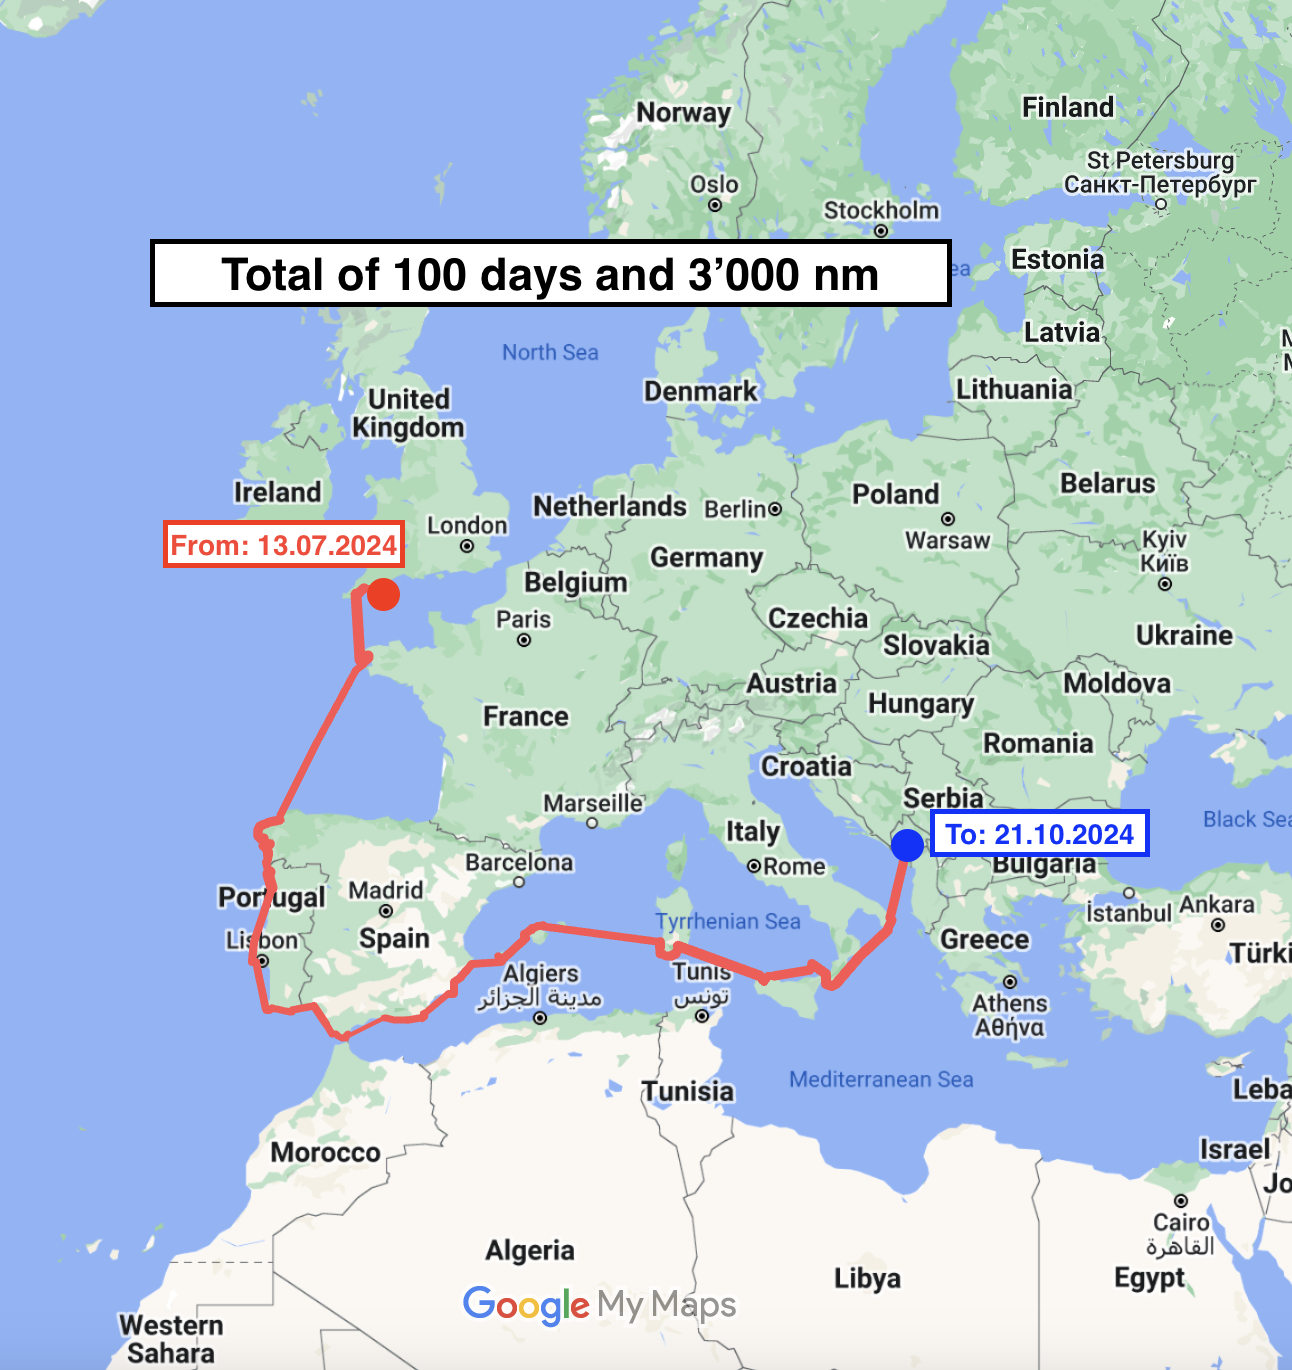 Norway
Finland
St Petersburg
Санкт-Петербург
Oslo
Stockholm
Total of 100 days and 3’000 nm
ea
Estonia
Latvia
North Sea
United
Kingdom
Denmark
Lithuania
Ireland
Netherlands
Berlin
Poland
Warsaw
Belarus
London
From: 13.07.2024
Germany
Kyiv
Київ
Belgium
Paris
Czechia
Slovakia
Ukraine
Austria
Hungary
Moldova
France
Romania
Croatia
Marseille
Serbia
Italy
Rome
To: 21.10.2024
Bulgaria
Black Sea
Barcelona
Portugal
Madrid
Lisbon
Spain
Tyrrhenian Sea
İstanbul
Ankara
Greece
Türki
Algiers
مدينة الجزائر
Tunis
تونس
Athens
Αθήνα
Mediterranean Sea
Tunisia
Leba
Morocco
Israel
Jo
Cairo
القاهرة
Algeria
Libya
Egypt
Google My Maps
Western
Sahara